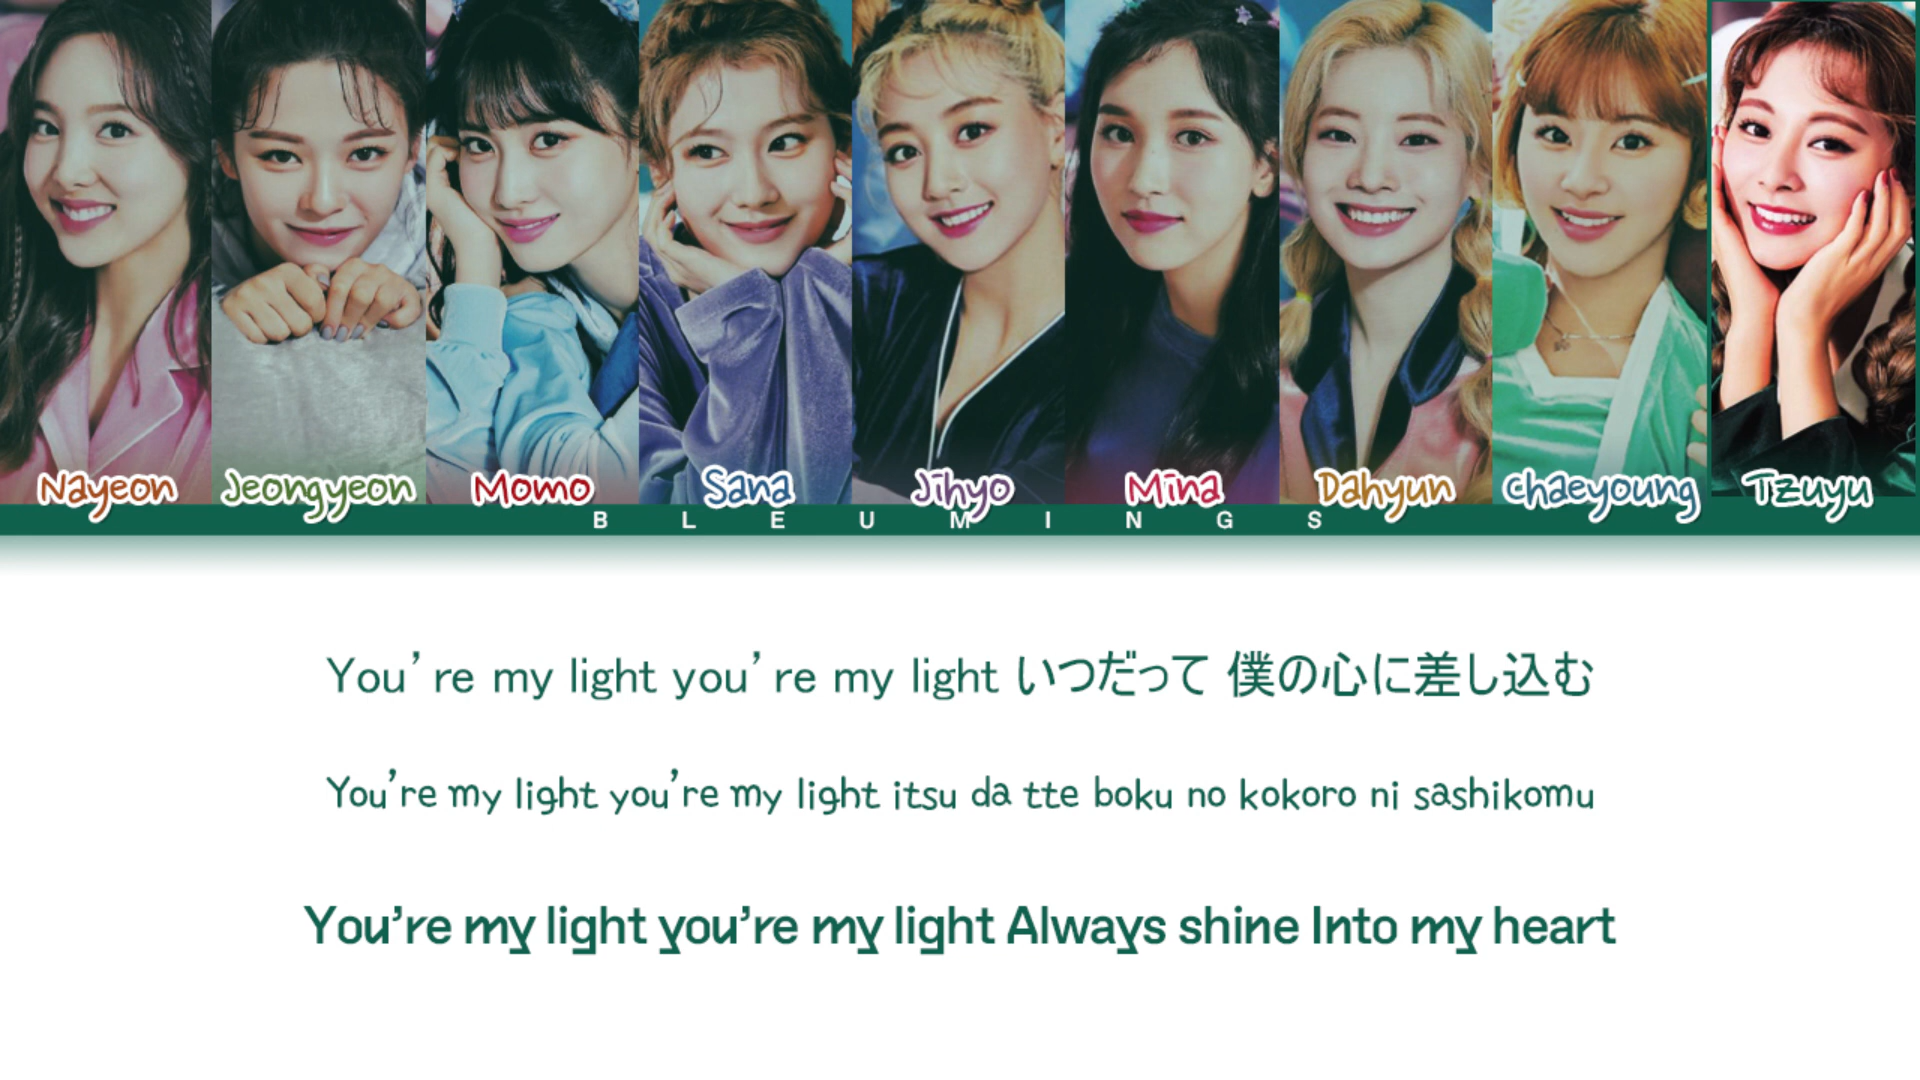 Nayeon Jeongyeon Momo Sana Jihyo Mina Dahyun Chaeyoung Tzuyu
BLEUMINGS
You're my light you're my light いつだって 僕の心に差し込む
You're my light you're my light itsu da tte boku no kokoro ni sashikomu
You're my light you're my light Always shine Into my heart